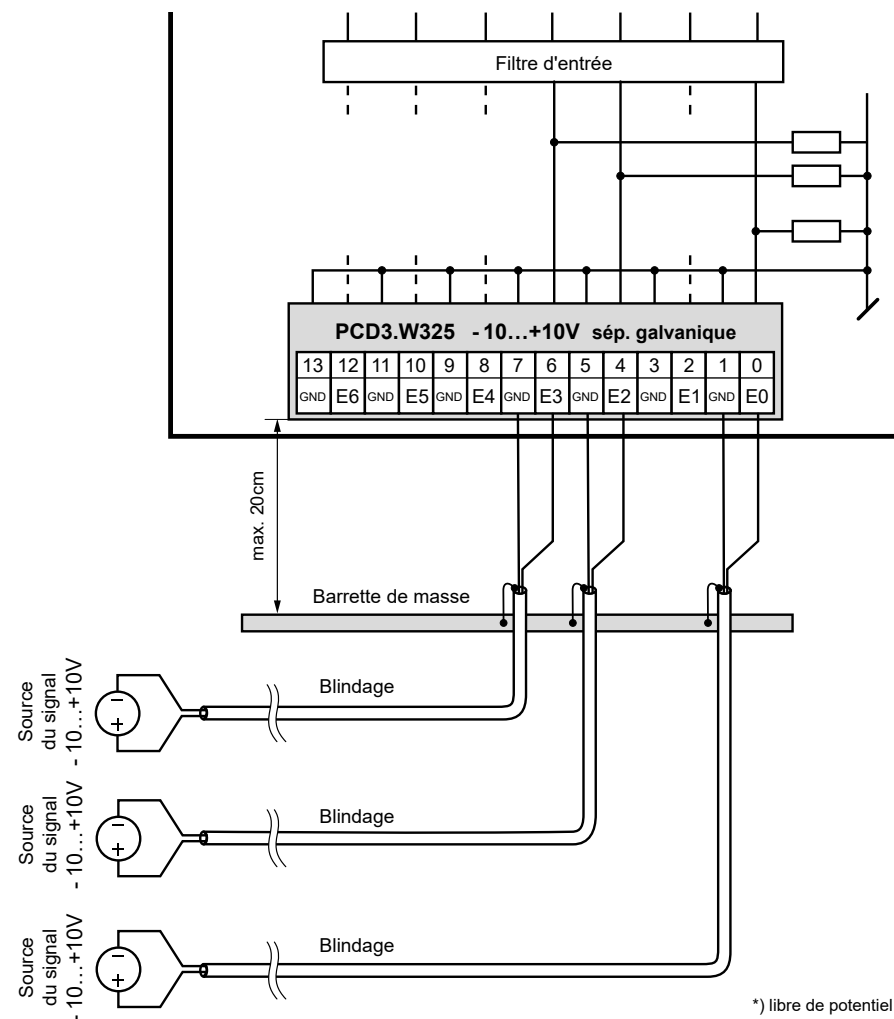 Filtre d'entrée
PCD3.W325 - 10…+10V sép. galvanique
13 12 11 10 9 8 7 6 5 4 3 2 1 0
GND E6 GND E5 GND E4 GND E3 GND E2 GND E1 GND E0
max. 20cm
Barrette de masse
Source
du signal
- 10…+10V
Blindage
Source
du signal
- 10…+10V
Blindage
Source
du signal
- 10…+10V
Blindage
*) libre de potentiel